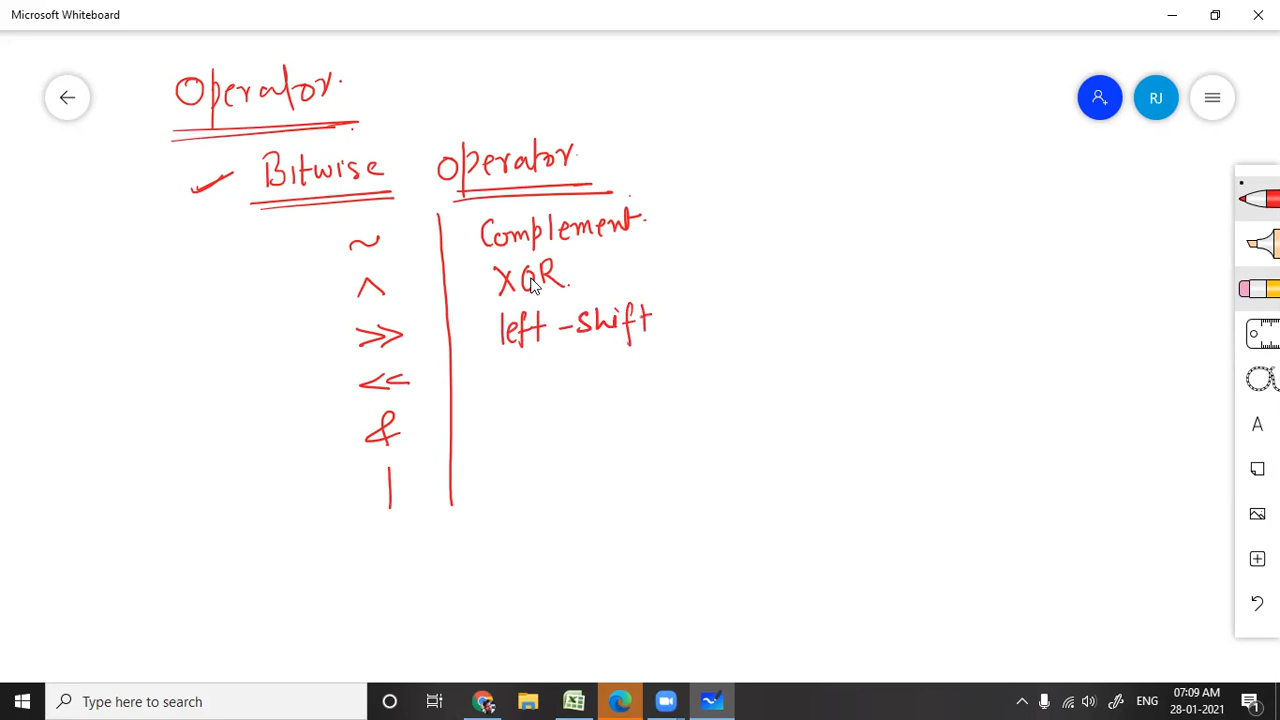 Microsoft Whiteboard
Operator.
RJ
Bitwise Operator.
~ Complement.
^ XOR.
>> left-shift
<<
&
|
A
Type here to search
ENG
07:09 AM
28-01-2021
1